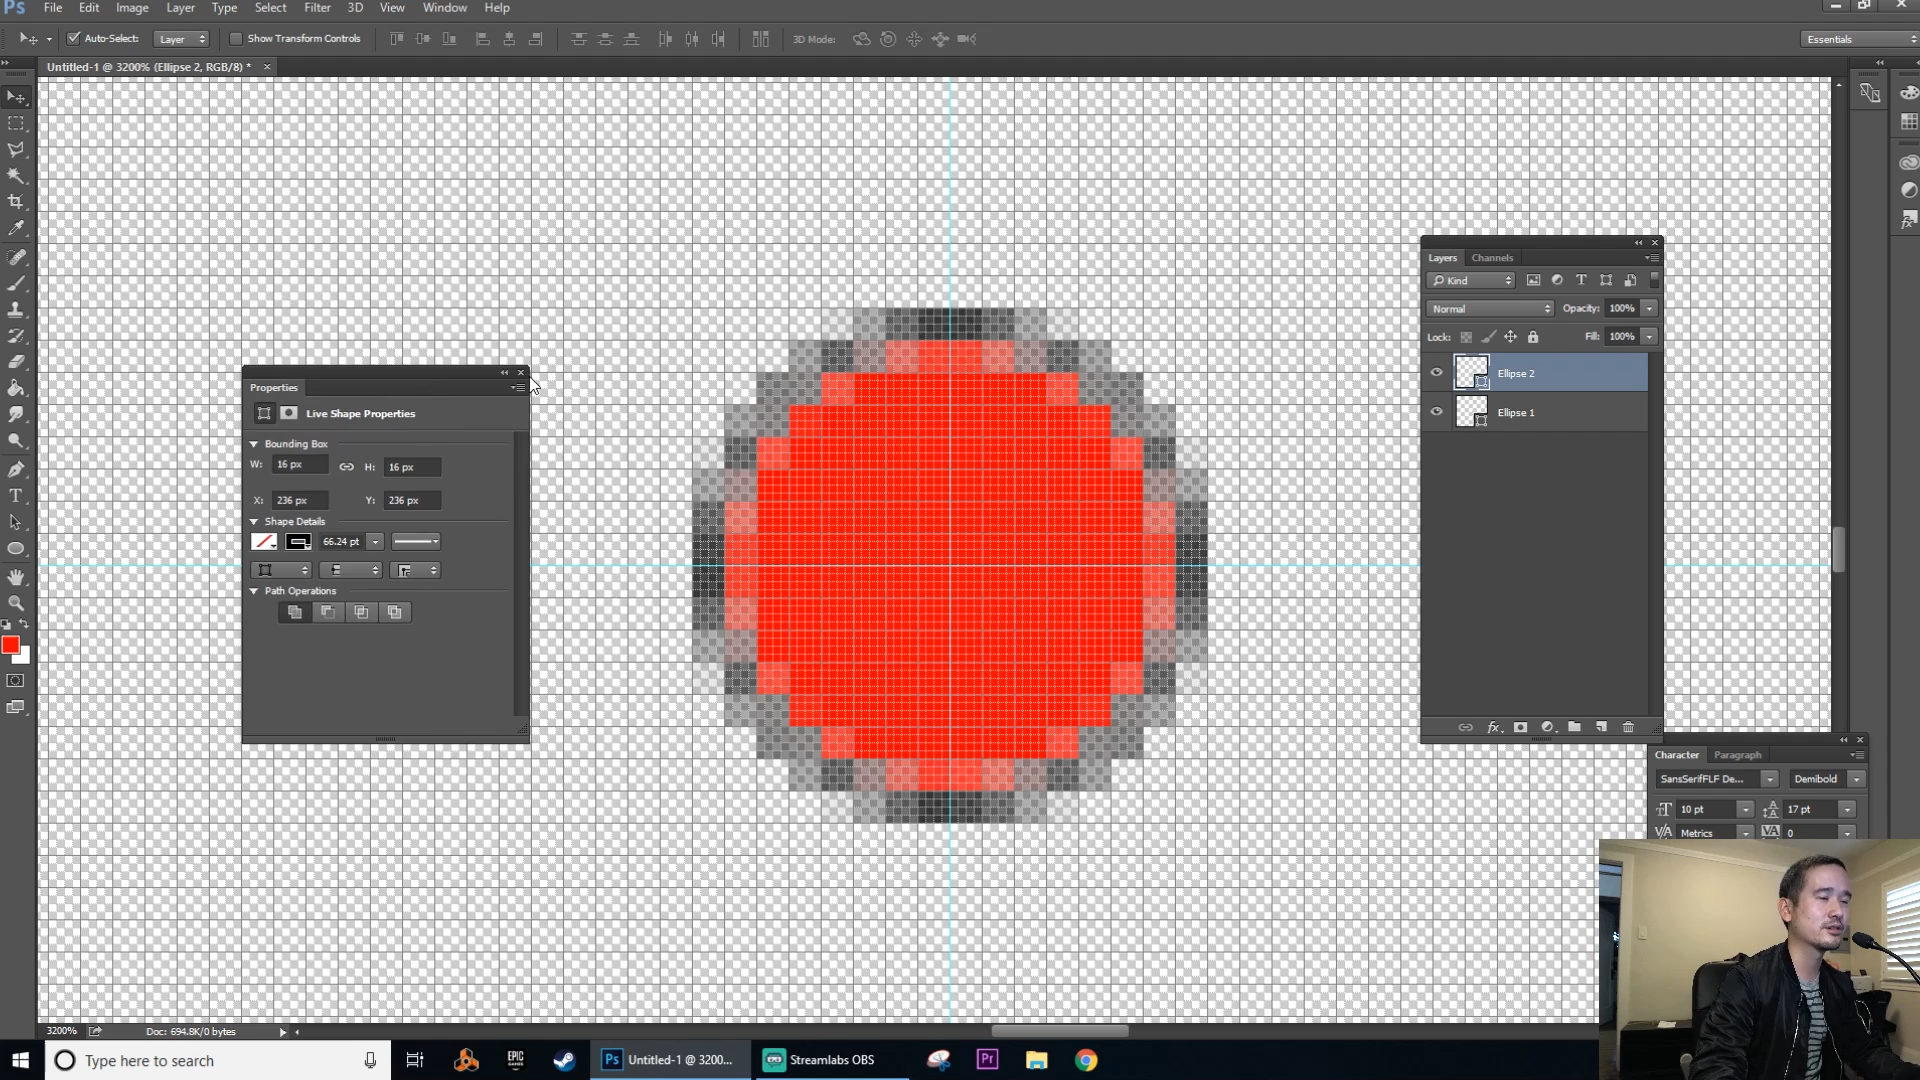 Ps File Edit Image Layer Type Select Filter 3D View Window Help
Auto-Select: Layer Show Transform Controls 3D Mode: Essentials
Untitled-1 @ 3200% (Ellipse 2, RGB/8) * ×
Layers Channels
Kind
Normal Opacity: 100%
Lock: Fill: 100%
Ellipse 2
Ellipse 1
Properties
Live Shape Properties
Bounding Box
W: 16 px H: 16 px
X: 236 px Y: 236 px
Shape Details
66.24 pt
Path Operations
Character Paragraph
SansSerifFLF De... Demibold
10 pt 17 pt
Metrics 0
3200% Doc: 694.8K/0 bytes
Type here to search
EPIC GAMES
Ps Untitled-1 @ 3200...
Streamlabs OBS
Pr